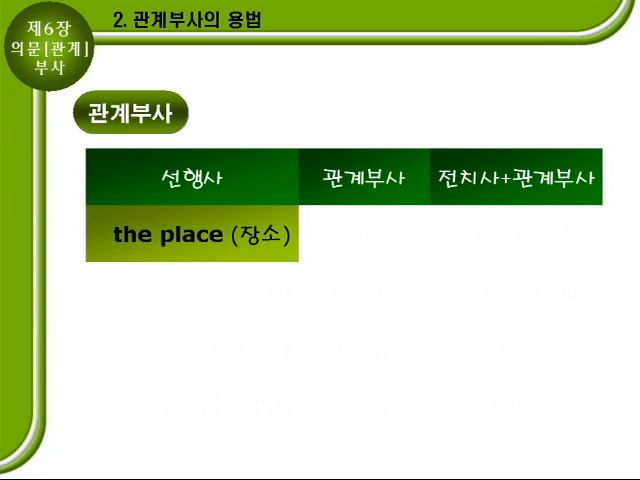 제6장
의문[관계]
부사
2. 관계부사의 용법
관계부사
선행사 관계부사 전치사+관계부사
the place (장소)